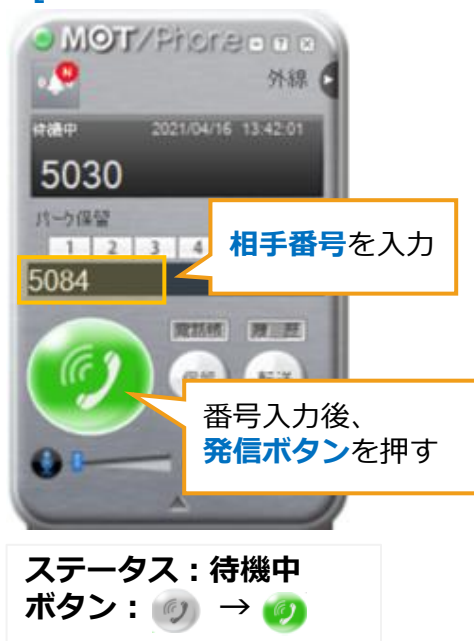 MOT/Phone
N
外線
待機中 2021/04/16 13:42:01
5030
パーク保留
1 2 3 4
相手番号を入力
5084
電話帳 履歴
保留 転送
番号入力後、
発信ボタンを押す
ステータス：待機中
ボタン： →